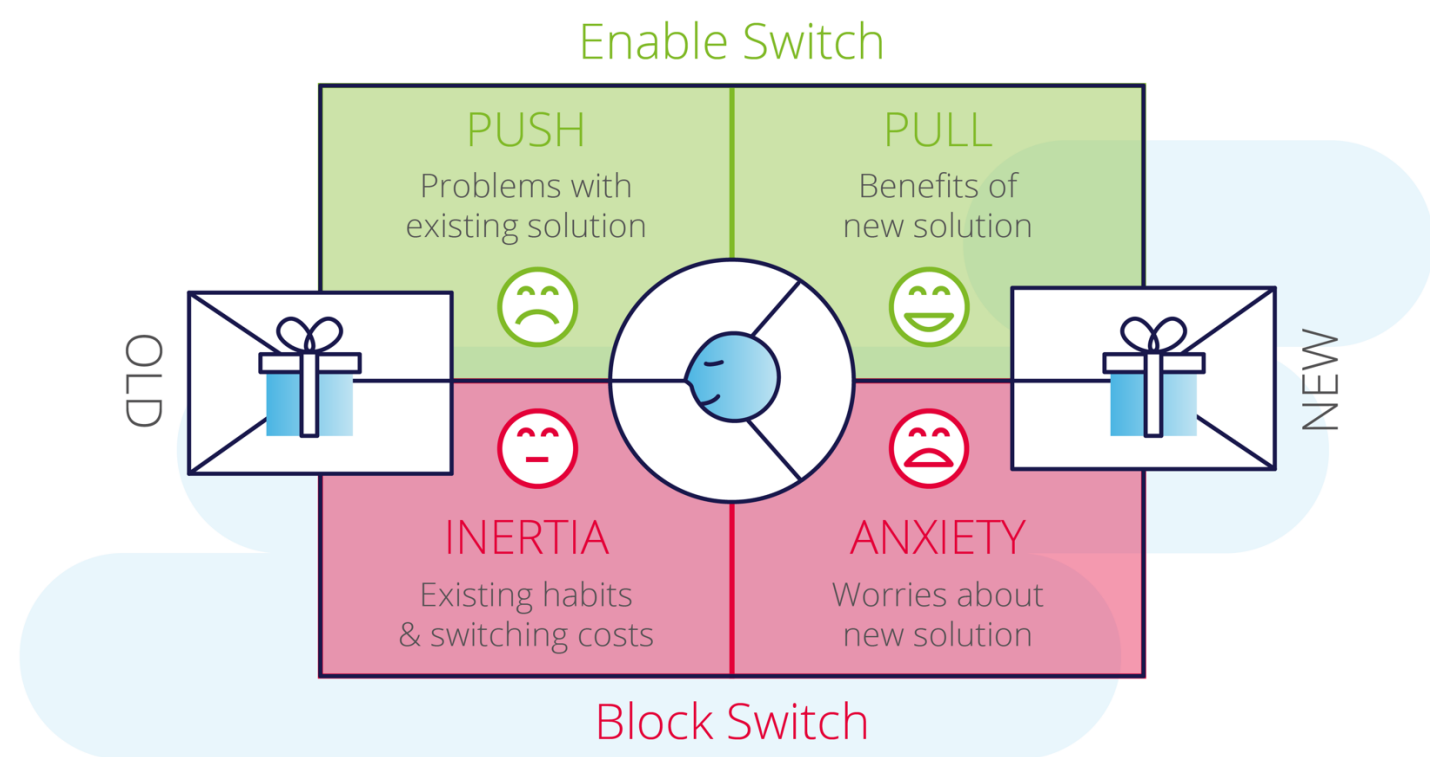 Enable Switch
PUSH
Problems with
existing solution
PULL
Benefits of
new solution
OLD
NEW
INERTIA
Existing habits
& switching costs
ANXIETY
Worries about
new solution
Block Switch